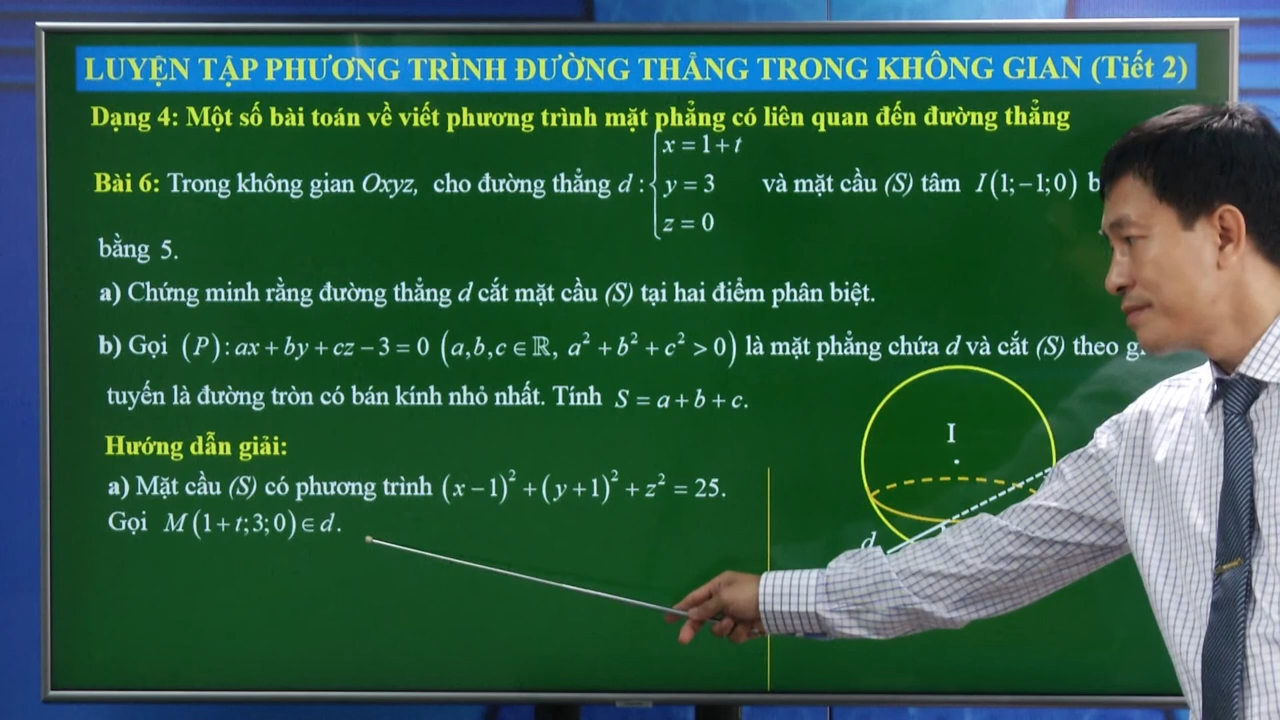 LUYỆN TẬP PHƯƠNG TRÌNH ĐƯỜNG THẲNG TRONG KHÔNG GIAN (Tiết 2)
Dạng 4: Một số bài toán về viết phương trình mặt phẳng có liên quan đến đường thẳng
x = 1 + t
Bài 6: Trong không gian Oxyz, cho đường thẳng d : { y = 3 và mặt cầu (S) tâm I(1;−1;0)
z = 0
bằng 5.
a) Chứng minh rằng đường thẳng d cắt mặt cầu (S) tại hai điểm phân biệt.
b) Gọi (P): ax + by + cz − 3 = 0 (a,b,c ∈ ℝ, a² + b² + c² > 0) là mặt phẳng chứa d và cắt (S) theo
tuyến là đường tròn có bán kính nhỏ nhất. Tính S = a + b + c.
Hướng dẫn giải:
I
a) Mặt cầu (S) có phương trình (x − 1)² + (y + 1)² + z² = 25.
Gọi M(1 + t;3;0) ∈ d.
d